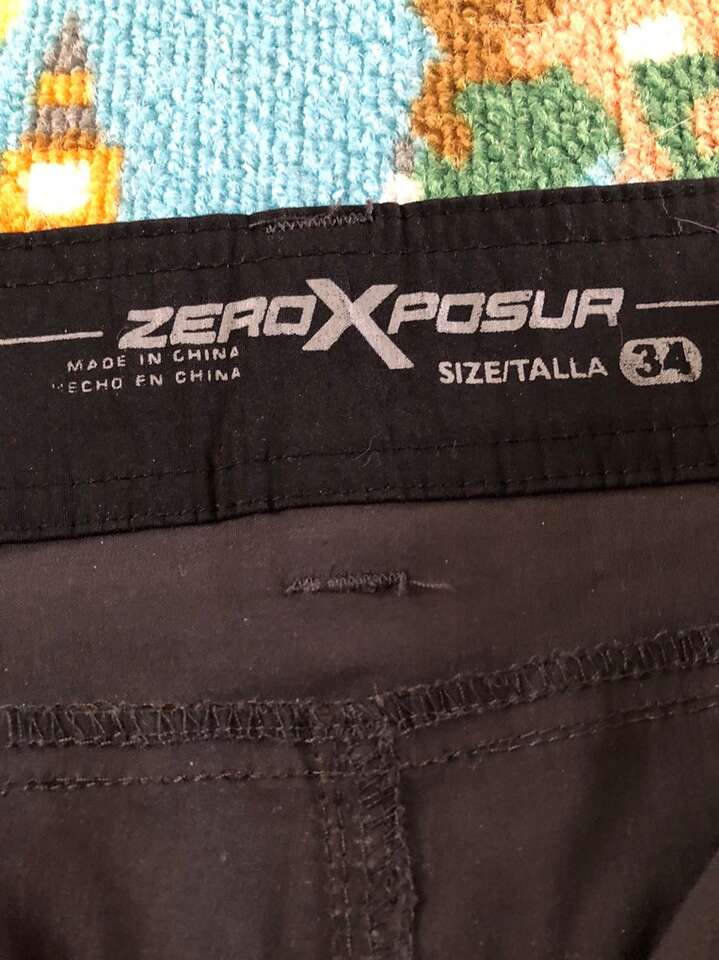 ZEROXPOSUR
MADE IN CHINA
HECHO EN CHINA
SIZE/TALLA 34